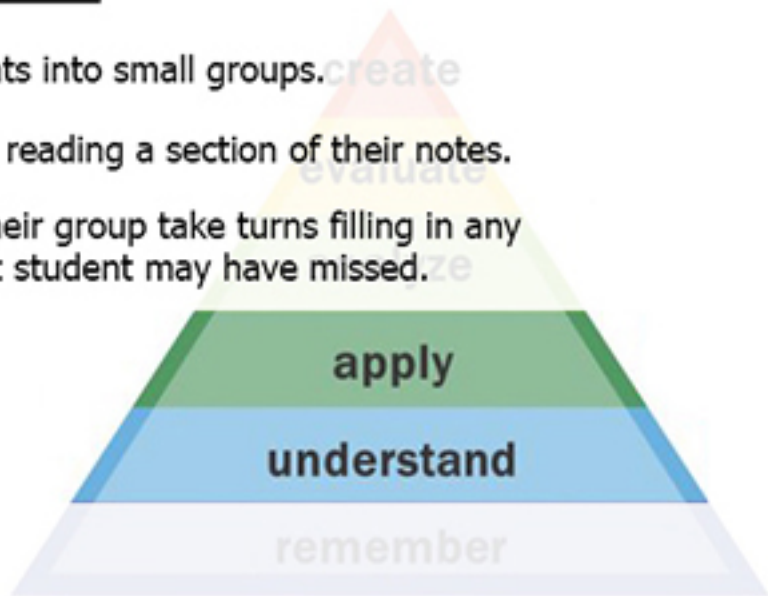 ts into small groups.
create
reading a section of their notes.
evaluate
eir group take turns filling in any
student may have missed.
analyze
apply
understand
remember